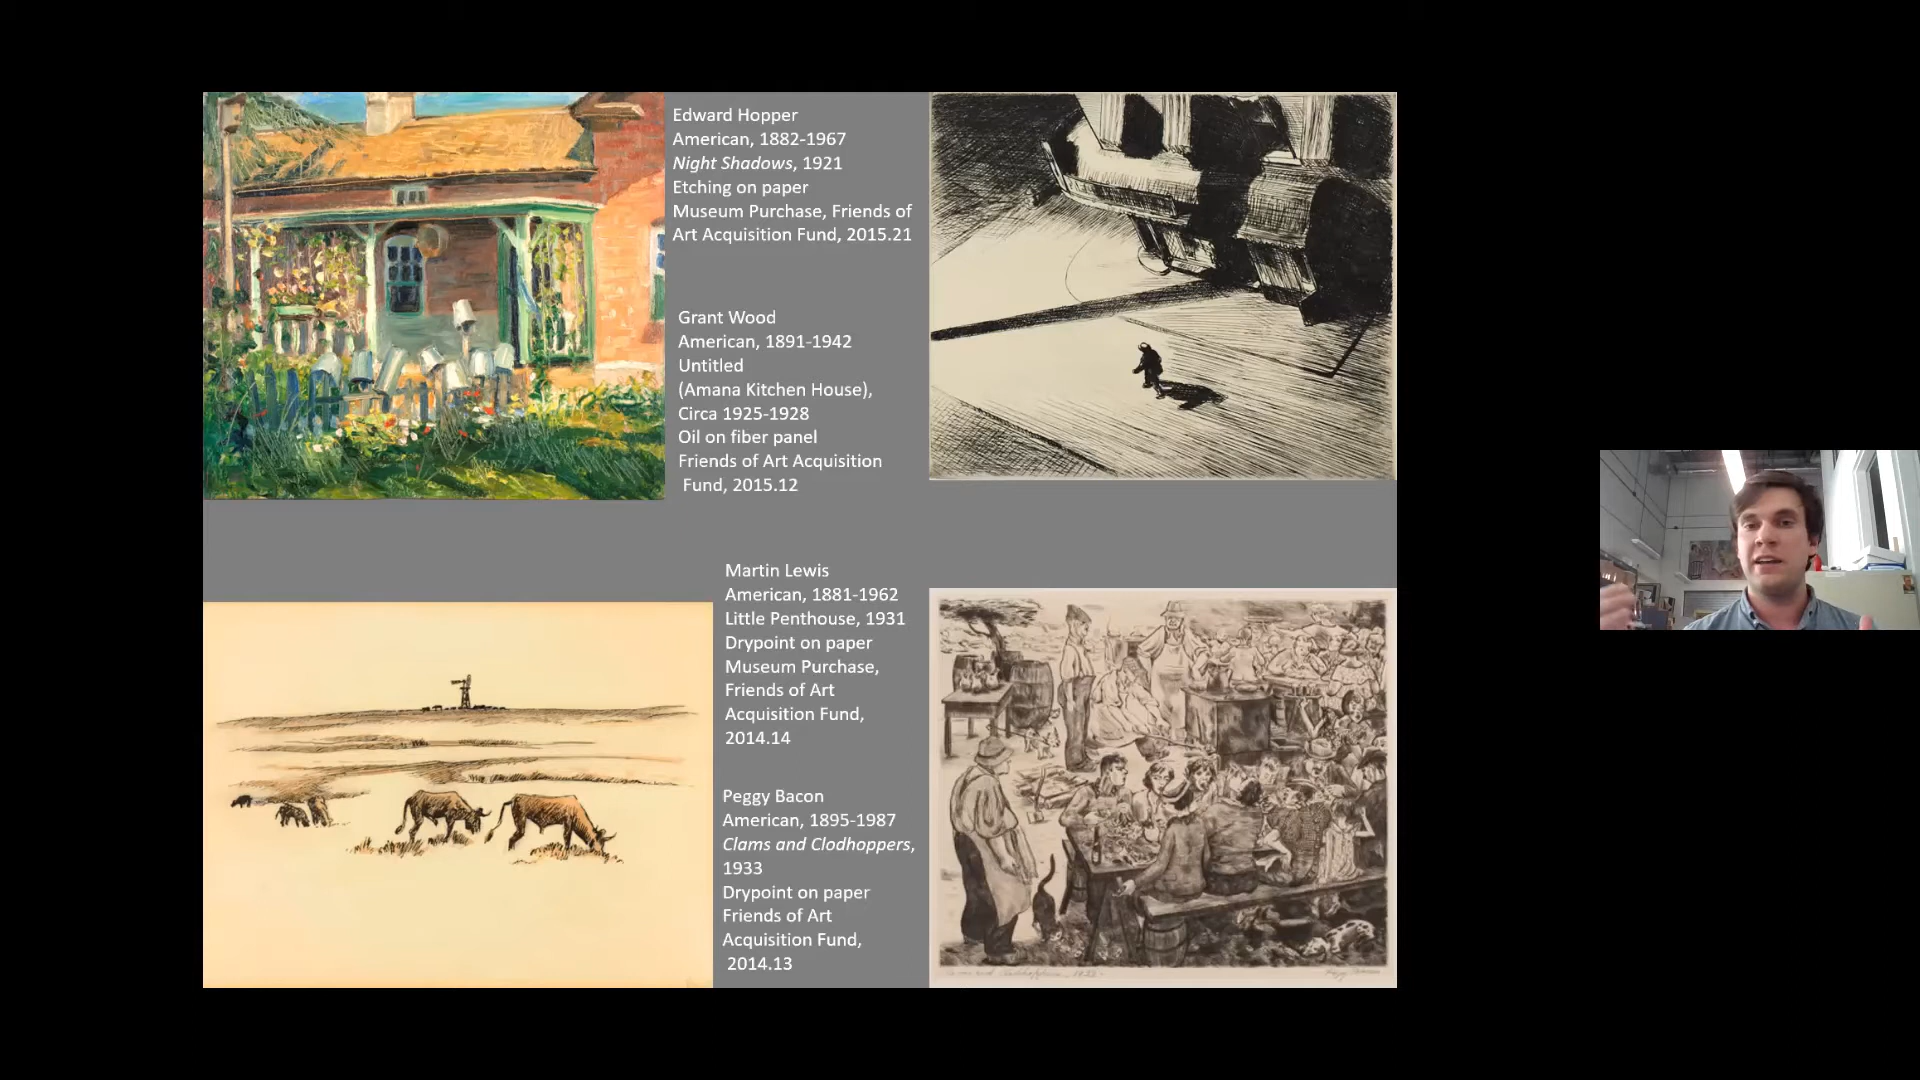 Edward Hopper
American, 1882-1967
Night Shadows, 1921
Etching on paper
Museum Purchase, Friends of
Art Acquisition Fund, 2015.21
Grant Wood
American, 1891-1942
Untitled
(Amana Kitchen House),
Circa 1925-1928
Oil on fiber panel
Friends of Art Acquisition
Fund, 2015.12
Martin Lewis
American, 1881-1962
Little Penthouse, 1931
Drypoint on paper
Museum Purchase,
Friends of Art
Acquisition Fund,
2014.14
Peggy Bacon
American, 1895-1987
Clams and Clodhoppers,
1933
Drypoint on paper
Friends of Art
Acquisition Fund,
2014.13